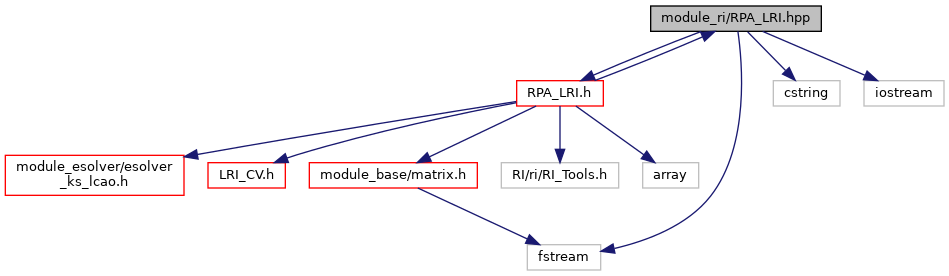 module_ri/RPA_LRI.hpp
RPA_LRI.h
cstring
iostream
module_esolver/esolver
_ks_lcao.h
LRI_CV.h
module_base/matrix.h
RI/ri/RI_Tools.h
array
fstream